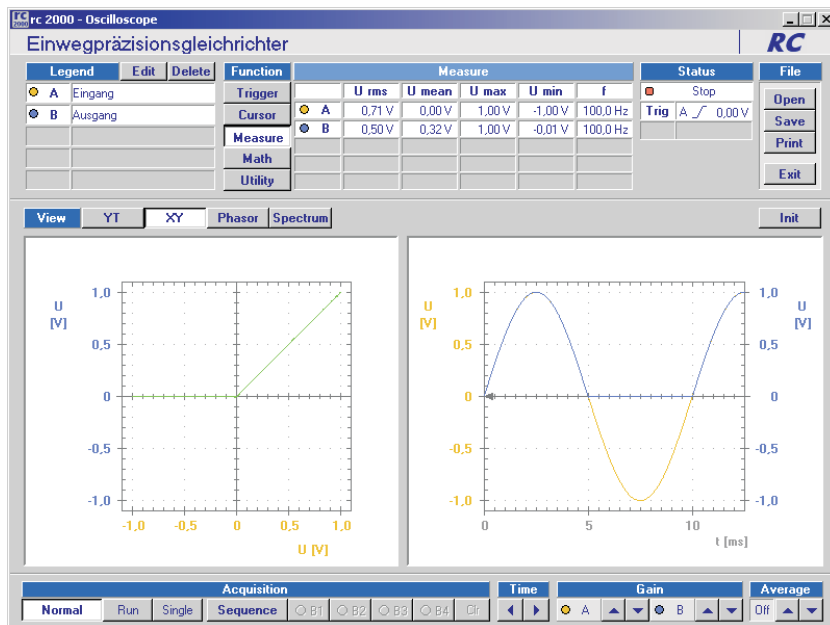 rc 2000 - Oscilloscope
Einwegpräzisionsgleichrichter
RC
Legend Edit Delete Function Measure Status File
A Eingang
B Ausgang
Trigger
Cursor
Measure
Math
Utility
U rms U mean U max U min f
A 0,71 V 0,00 V 1,00 V -1,00 V 100,0 Hz
B 0,50 V 0,32 V 1,00 V -0,01 V 100,0 Hz
Stop
Trig A 0,00 V
Open
Save
Print
Exit
View YT XY Phasor Spectrum Init
U
[V]
1,0
0,5
0
-0,5
-1,0
-1,0 -0,5 0 0,5 1,0
U [V]
U
[V]
1,0
0,5
0
-0,5
-1,0
0 5 10
t [ms]
1,0
0,5
0
-0,5
-1,0
U
[V]
Acquisition Time Gain Average
Normal Run Single Sequence B1 B2 B3 B4 Clr A B Off